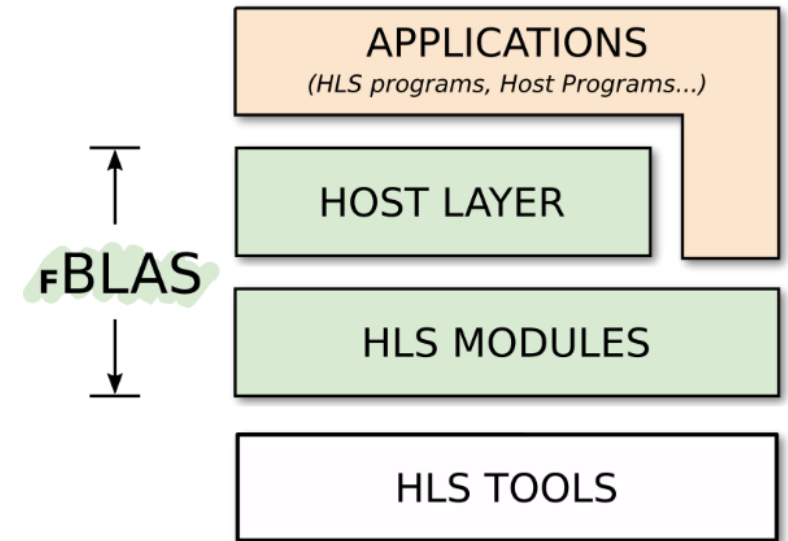 APPLICATIONS
(HLS programs, Host Programs...)
HOST LAYER
FBLAS
HLS MODULES
HLS TOOLS